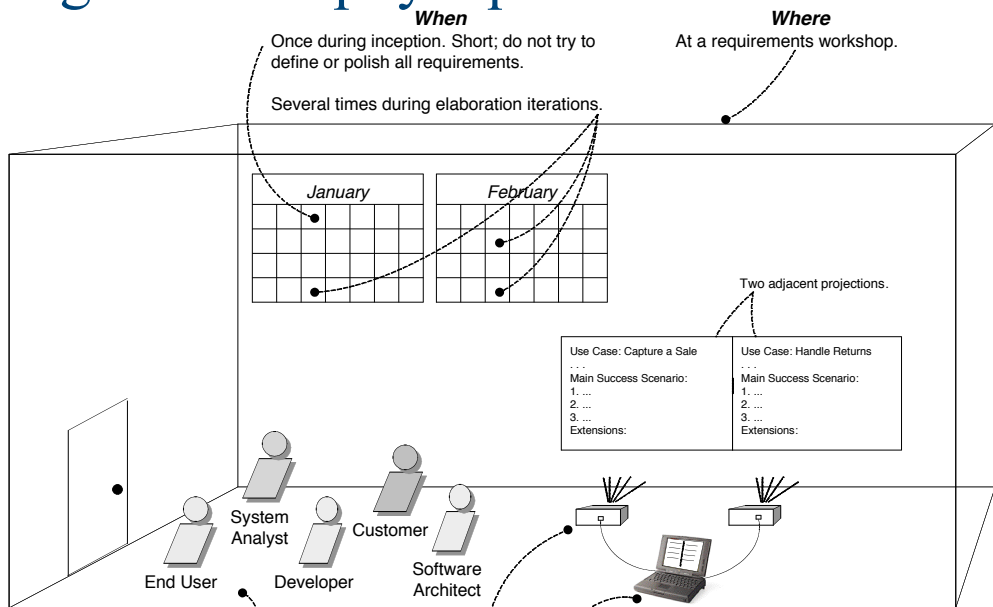 When
Once during inception. Short; do not try to
define or polish all requirements.
Several times during elaboration iterations.
Where
At a requirements workshop.
January
February
Two adjacent projections.
Use Case: Capture a Sale
. . .
Main Success Scenario:
1. ...
2. ...
3. ...
Extensions:
Use Case: Handle Returns
. . .
Main Success Scenario:
1. ...
2. ...
3. ...
Extensions:
System
Analyst
Customer
End User
Developer
Software
Architect